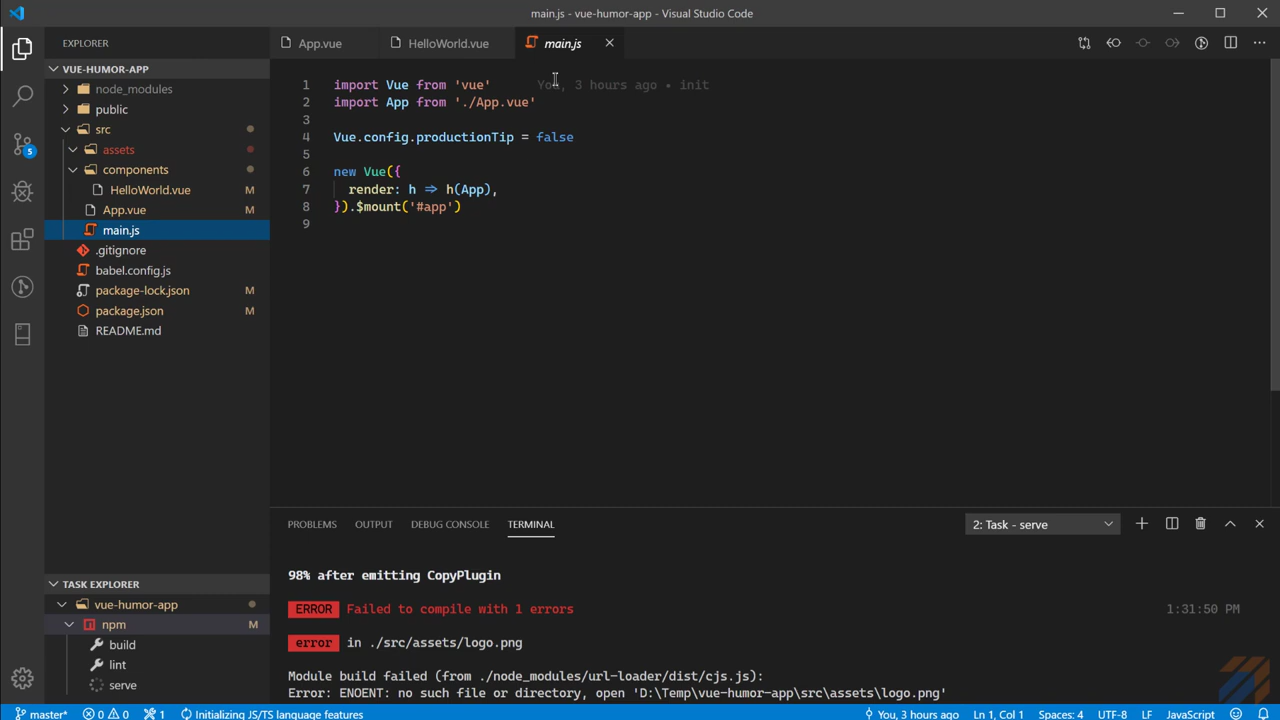 main.js - vue-humor-app - Visual Studio Code
EXPLORER
VUE-HUMOR-APP
node_modules
public
src
assets
components
HelloWorld.vue M
App.vue M
main.js
.gitignore
babel.config.js
package-lock.json M
package.json M
README.md
5
TASK EXPLORER
vue-humor-app
npm M
build
lint
serve
App.vue HelloWorld.vue main.js
1 import Vue from 'vue' You, 3 hours ago • init
2 import App from './App.vue'
3
4 Vue.config.productionTip = false
5
6 new Vue({
7 render: h => h(App),
8 }).$mount('#app')
9
PROBLEMS OUTPUT DEBUG CONSOLE TERMINAL 2: Task - serve
98% after emitting CopyPlugin
ERROR Failed to compile with 1 errors 1:31:50 PM
error in ./src/assets/logo.png
Module build failed (from ./node_modules/url-loader/dist/cjs.js):
Error: ENOENT: no such file or directory, open 'D:\Temp\vue-humor-app\src\assets\logo.png'
master* 0 0 1 Initializing JS/TS language features You, 3 hours ago Ln 1, Col 1 Spaces: 4 UTF-8 LF JavaScript